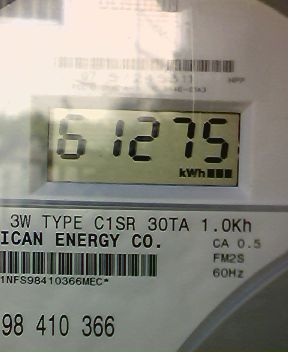 61275
kWh
3W TYPE C1SR 30TA 1.0Kh
ICAN ENERGY CO.
CA 0.5
FM2S
60Hz
1NFS98410366MEC*
98 410 366